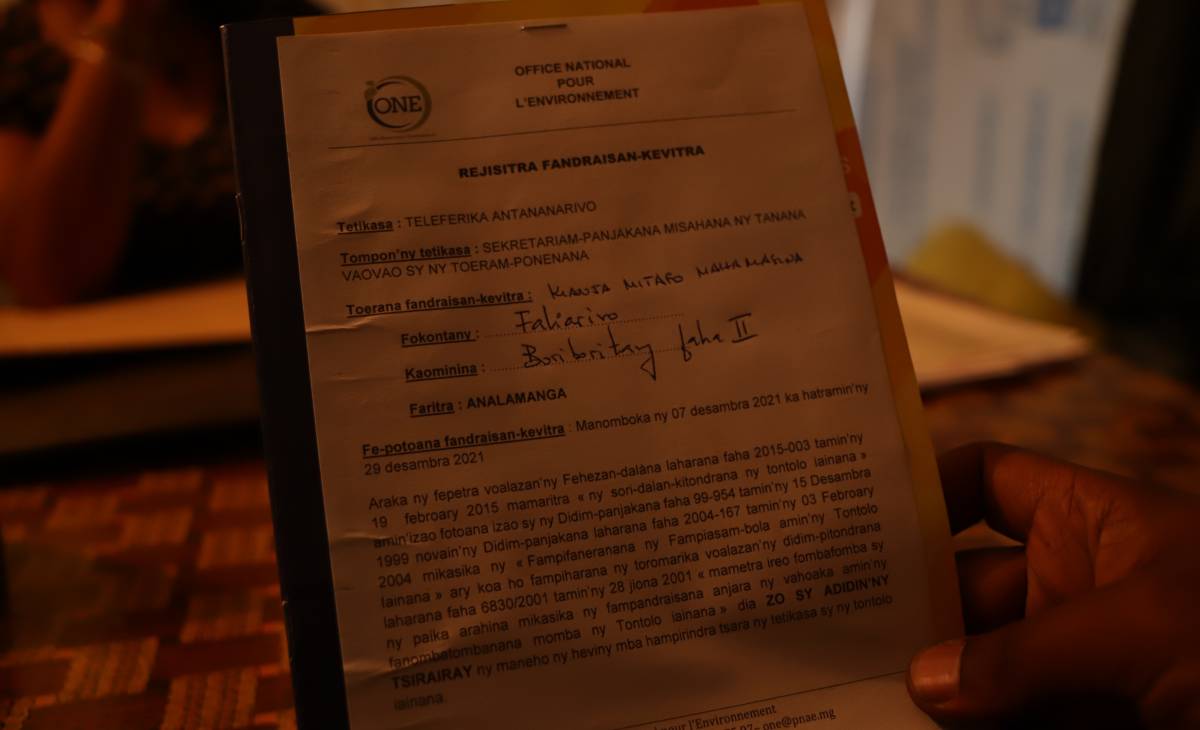 ONE
OFFICE NATIONAL
POUR
L'ENVIRONNEMENT
REJISITRA FANDRAISAN-KEVITRA
Tetikasa : TELEFERIKA ANTANANARIVO
Tompon'ny tetikasa : SEKRETARIAM-PANJAKANA MISAHANA NY TANANA
VAOVAO SY NY TOERAM-PONENANA
Toerana fandraisan-kevitra : KIANJA MITAFO MAHAMASINA
Fokontany : Faliarivo
Kaominina : Boriboritany faha II
Faritra : ANALAMANGA
Fe-potoana fandraisan-kevitra : Manomboka ny 07 desambra 2021 ka hatramin'ny
29 desambra 2021
Araka ny fepetra voalazan'ny Fehezan-dalàna laharana faha 2015-003 tamin'ny
19 febroary 2015 mamaritra « ny sori-dalan-kitondrana ny tontolo iainana »
amin'izao fotoana izao sy ny Didim-panjakana faha 99-954 tamin'ny 15 Desambra
1999 novain'ny Didim-panjakana laharana faha 2004-167 tamin'ny 03 Febroary
2004 mikasika ny « Fampifaneranana ny Fampiasam-bola amin'ny Tontolo
Iainana » ary koa ho fampiharana ny toromarika voalazan'ny didim-pitondrana
laharana faha 6830/2001 tamin'ny 28 jiona 2001 « mametra ireo fombafomba sy
ny paika arahina mikasika ny fampandraisana anjara ny vahoaka amin'ny
fanombatombanana momba ny Tontolo iainana » dia ZO SY ADIDIN'NY
TSIRAIRAY ny maneho ny heviny mba hampirindra tsara ny tetikasa sy ny tontolo
iainana.
pour l'Environnement
one@pnae.mg